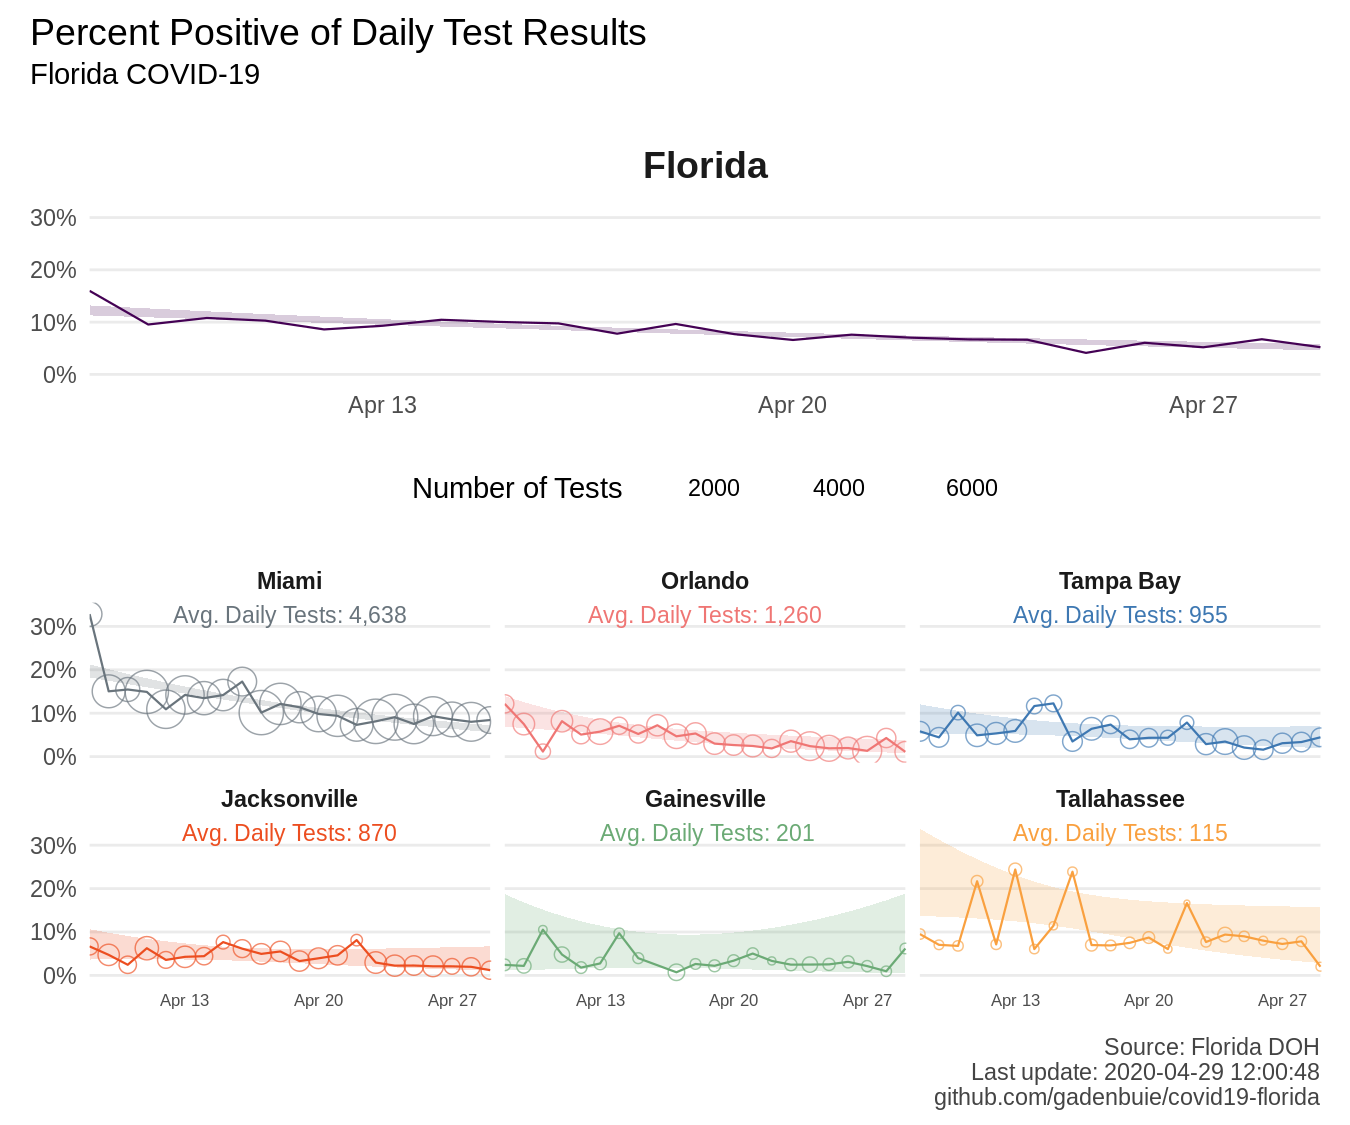 Percent Positive of Daily Test Results
Florida COVID-19
Florida
30%
20%
10%
0%
Apr 13 Apr 20 Apr 27
Number of Tests 2000 4000 6000
Miami Orlando Tampa Bay
Avg. Daily Tests: 4,638 Avg. Daily Tests: 1,260 Avg. Daily Tests: 955
30%
20%
10%
0%
Jacksonville Gainesville Tallahassee
Avg. Daily Tests: 870 Avg. Daily Tests: 201 Avg. Daily Tests: 115
30%
20%
10%
0%
Apr 13 Apr 20 Apr 27 Apr 13 Apr 20 Apr 27 Apr 13 Apr 20 Apr 27
Source: Florida DOH
Last update: 2020-04-29 12:00:48
github.com/gadenbuie/covid19-florida